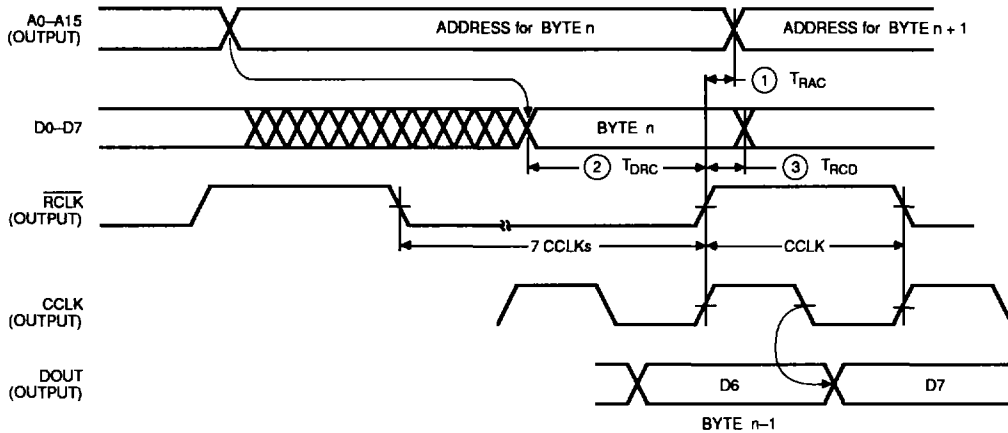 A0–A15
(OUTPUT)
ADDRESS for BYTE n
ADDRESS for BYTE n + 1
1 TRAC
D0–D7
BYTE n
2 TDRC
3 TRCD
RCLK
(OUTPUT)
7 CCLKs
CCLK
CCLK
(OUTPUT)
DOUT
(OUTPUT)
D6
D7
BYTE n–1